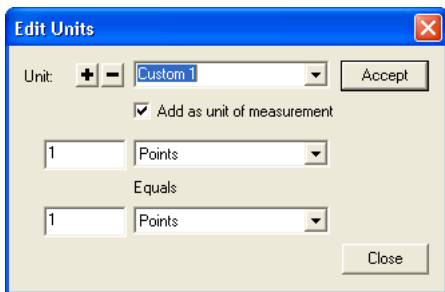 Edit Units
Unit: Custom 1 Accept
Add as unit of measurement
1 Points
Equals
1 Points
Close